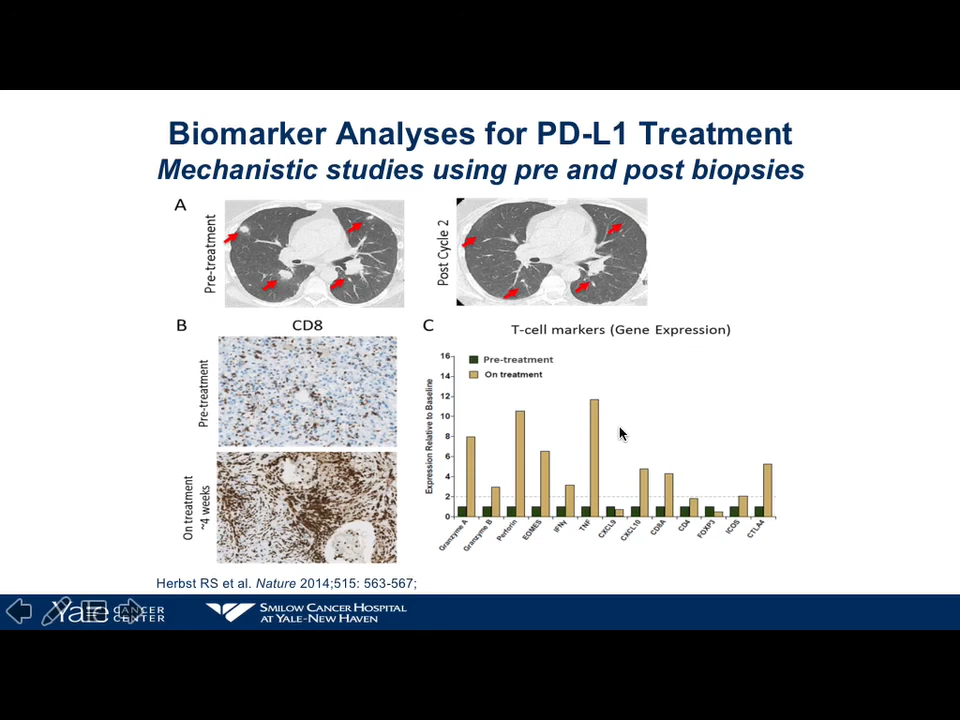 Biomarker Analyses for PD-L1 Treatment
Mechanistic studies using pre and post biopsies
A
Pre-treatment
Post Cycle 2
B
CD8
Pre-treatment
On treatment
~4 weeks
C
T-cell markers (Gene Expression)
Pre-treatment
On treatment
Expression Relative to Baseline
16
14
12
10
8
6
4
2
0
Granzyme A
Granzyme B
Perforin
EOMES
IFNγ
TNF
CXCL9
CXCL10
CD8A
CD4
FOXP3
ICOS
CTLA4
Herbst RS et al. Nature 2014;515: 563-567;
Yale CANCER
CENTER
SMILOW CANCER HOSPITAL
AT YALE-NEW HAVEN